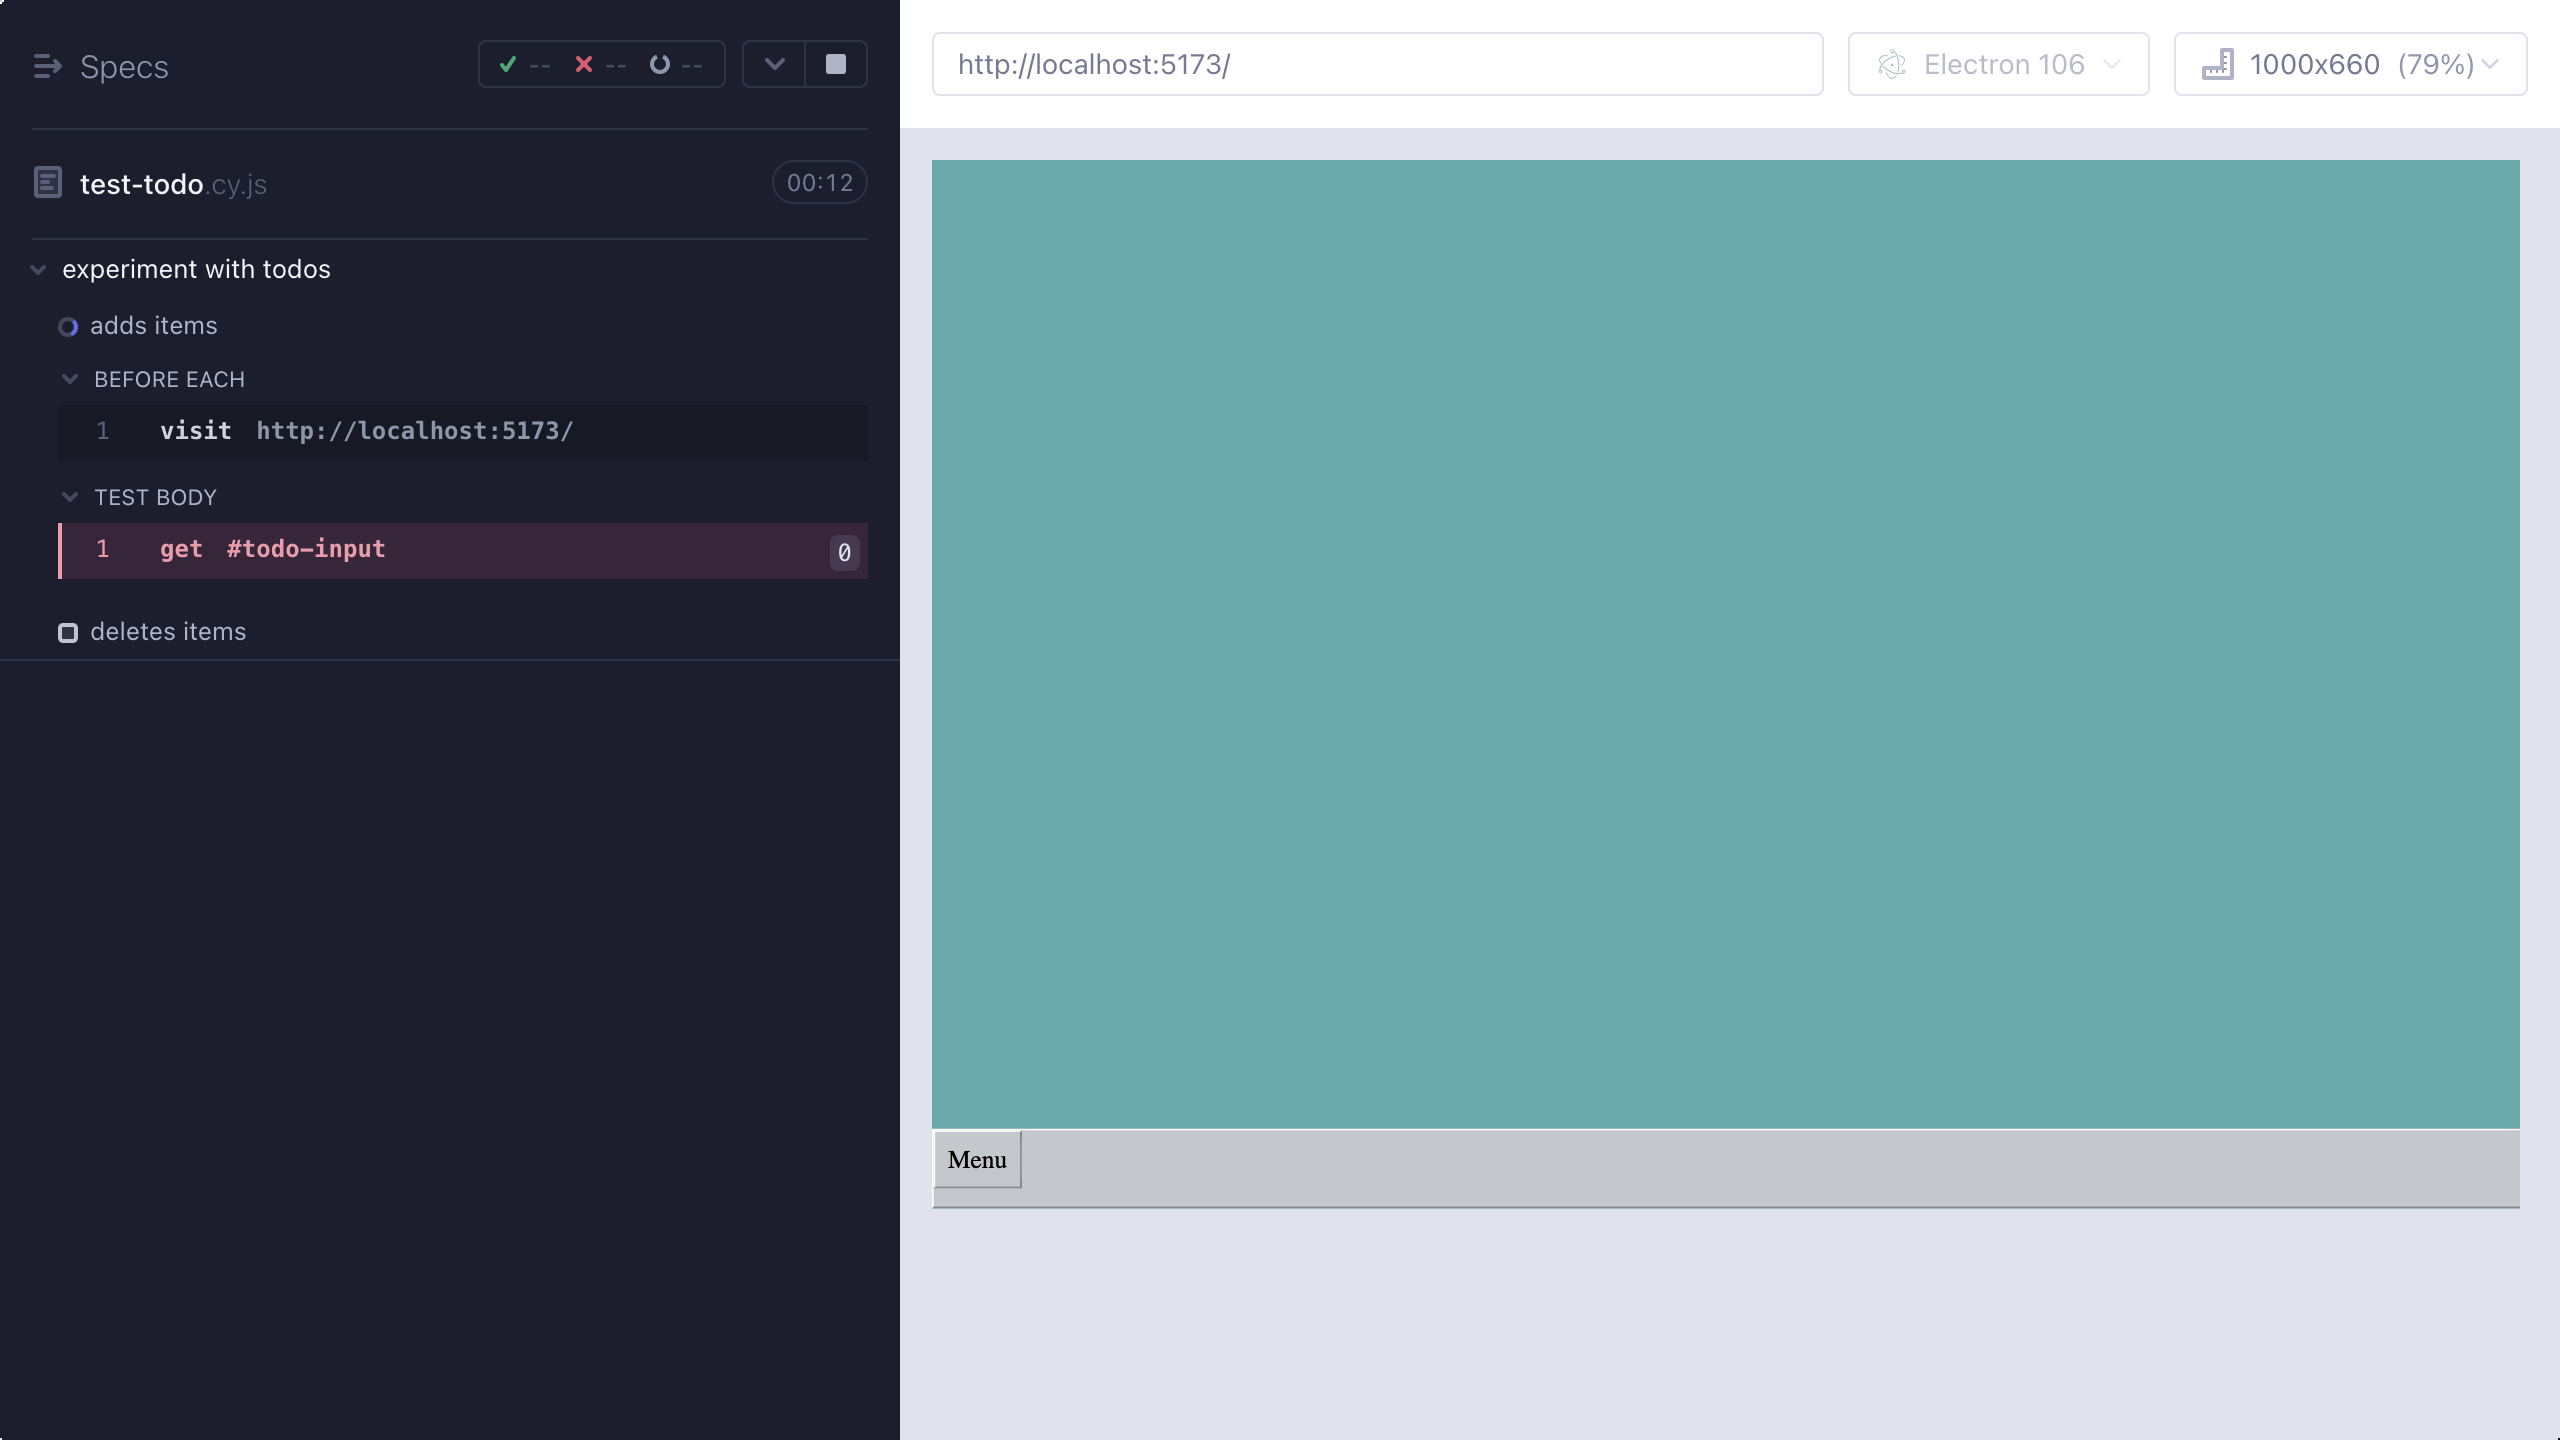 Specs
-- -- --
test-todo.cy.js 00:12
experiment with todos
adds items
BEFORE EACH
1 visit http://localhost:5173/
TEST BODY
1 get #todo-input 0
deletes items
http://localhost:5173/ Electron 106 1000x660 (79%)
Menu